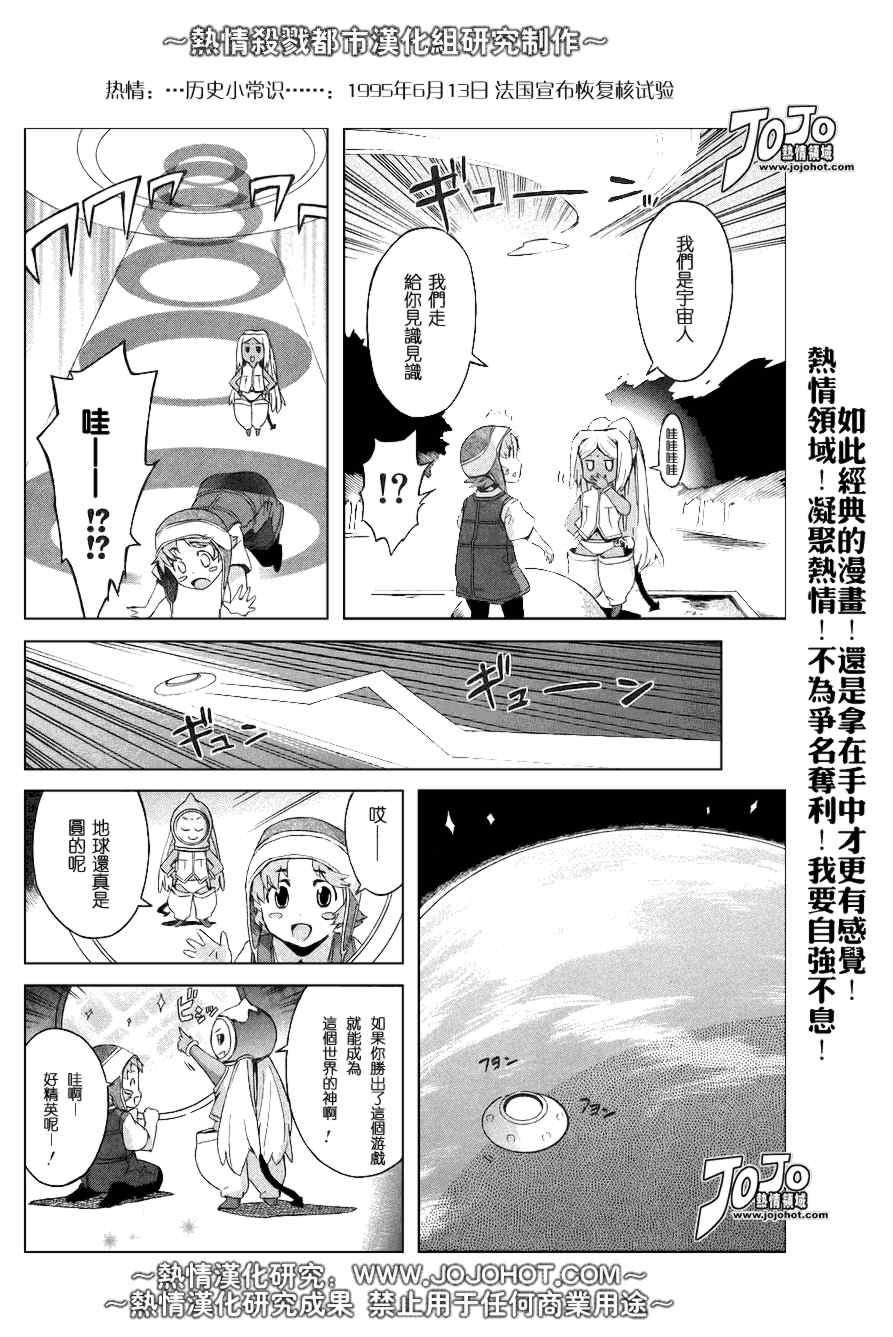 ～熱情殺戮都市漢化組研究制作～
热情：…历史小常识……：1995年6月13日 法国宣布恢复核试验
JOJO
熱情領域
www.jojohot.com
ギューン
我們是宇宙人
我們走
給你見識見識
哇哇哇哇
!?
ワワワワワ
哇——
!?!?
ギューン
ギュン
如此經典的漫畫！還是拿在手中才更有感覺！
熱情領域！凝聚熱情！不為爭名奪利！我要自強不息！
哎—
地球還真是
圓的呢
フヨン
フヨン
如果你勝出了這個游戲
就能成為
這個世界的神啊！
ビシッ
哇啊—
好精英呢—！
JOJO
熱情領域
www.jojohot.com
～熱情漢化研究：WWW.JOJOHOT.COM～
～熱情漢化研究成果 禁止用于任何商業用途～